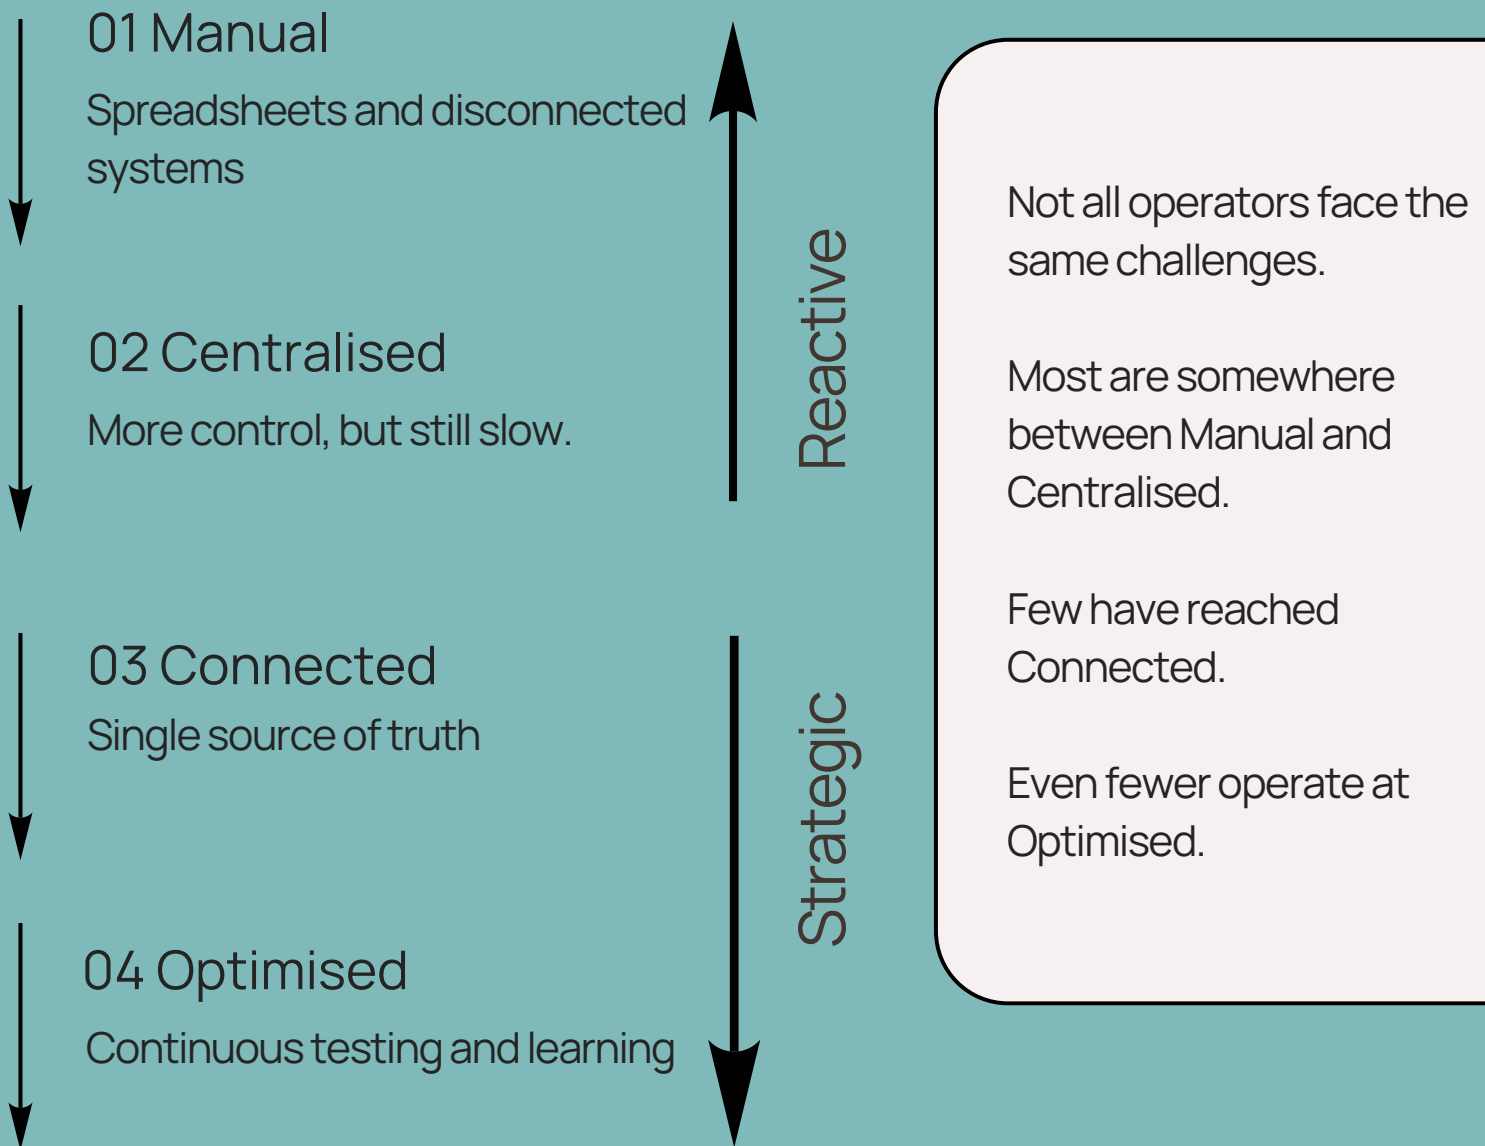 01 Manual
Spreadsheets and disconnected
systems
02 Centralised
More control, but still slow.
03 Connected
Single source of truth
04 Optimised
Continuous testing and learning
Reactive
Strategic
Not all operators face the
same challenges.
Most are somewhere
between Manual and
Centralised.
Few have reached
Connected.
Even fewer operate at
Optimised.